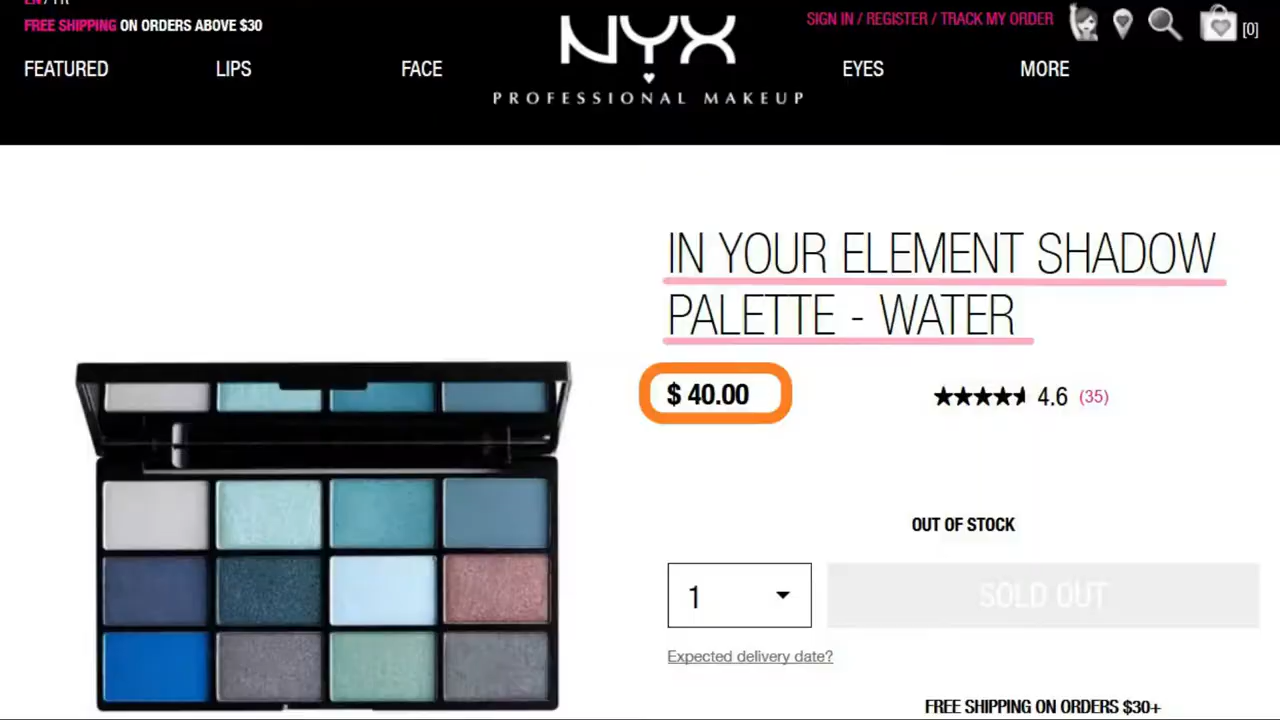 EN / FR
FREE SHIPPING ON ORDERS ABOVE $30
SIGN IN / REGISTER / TRACK MY ORDER
[0]
NYX
PROFESSIONAL MAKEUP
FEATURED
LIPS
FACE
EYES
MORE
IN YOUR ELEMENT SHADOW
PALETTE - WATER
$ 40.00
4.6 (35)
OUT OF STOCK
1
SOLD OUT
Expected delivery date?
FREE SHIPPING ON ORDERS $30+